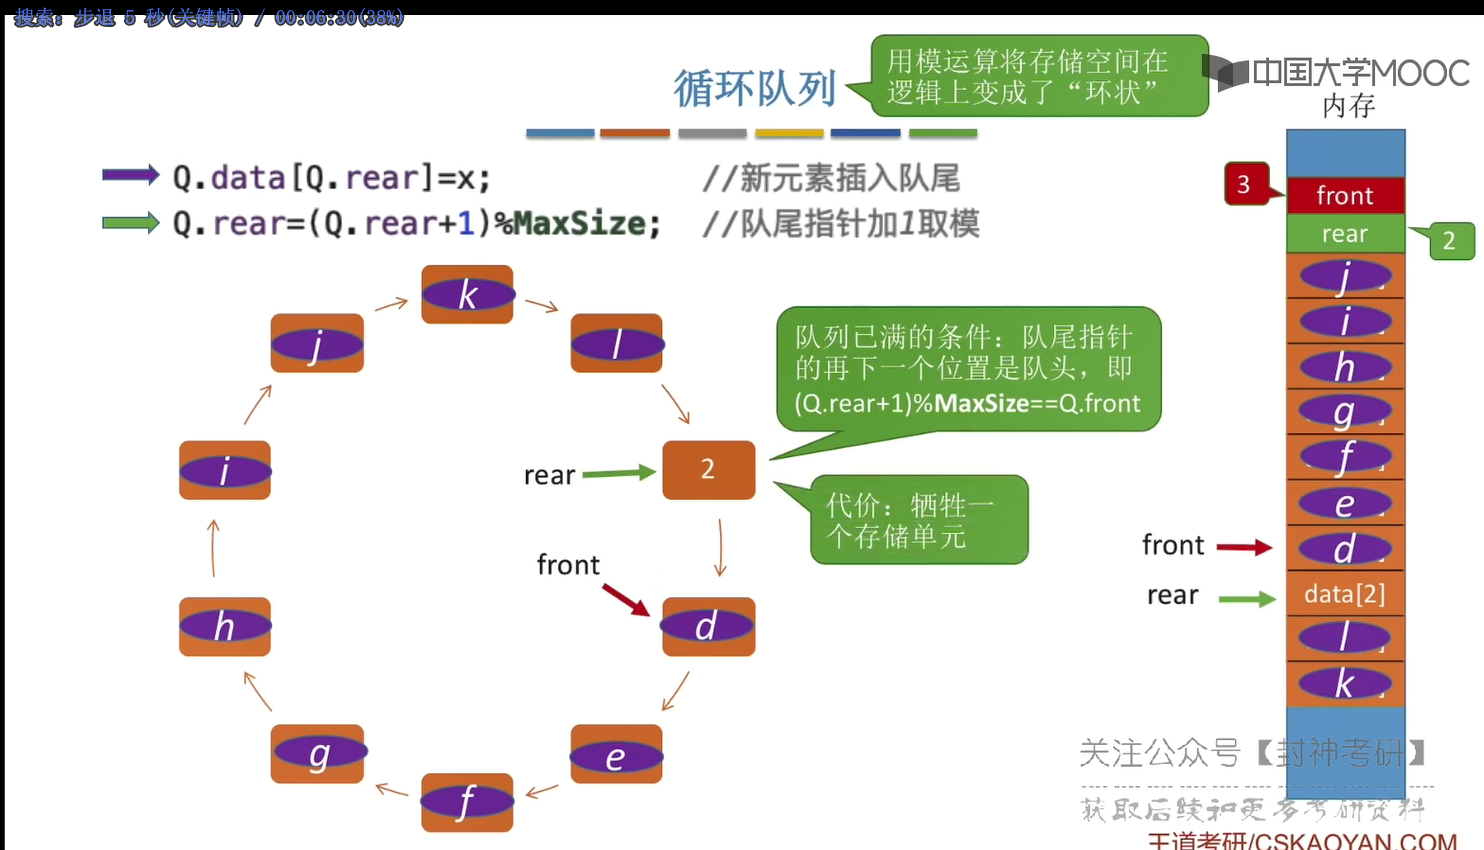 搜索: 步退 5 秒(关键帧) / 00:06:30(38%)
循环队列
用模运算将存储空间在
逻辑上变成了“环状”
中国大学MOOC
内存
Q.data[Q.rear]=x; //新元素插入队尾
Q.rear=(Q.rear+1)%MaxSize; //队尾指针加1取模
3
front
rear
2
k
j
l
i
2
rear
h
d
front
g
e
f
队列已满的条件：队尾指针
的再下一个位置是队头，即
(Q.rear+1)%MaxSize==Q.front
代价：牺牲一
个存储单元
j
i
h
g
f
e
front
d
rear
data[2]
l
k
关注公众号【封神考研】
获取后续和更多考研资料
王道考研/CSKAOYAN.COM